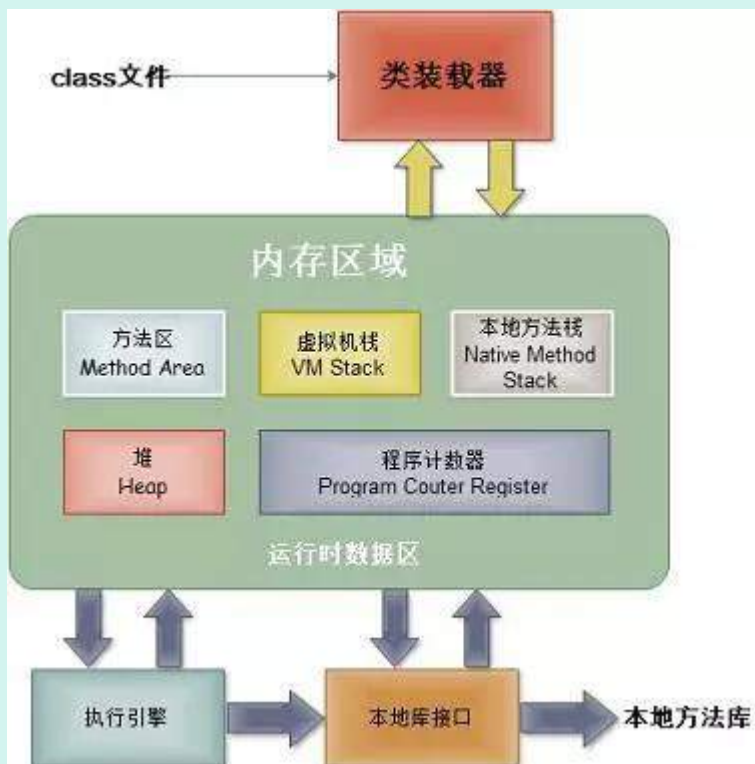 class文件
类装载器
内存区域
方法区
Method Area
虚拟机栈
VM Stack
本地方法栈
Native Method
Stack
堆
Heap
程序计数器
Program Couter Register
运行时数据区
执行引擎
本地库接口
本地方法库